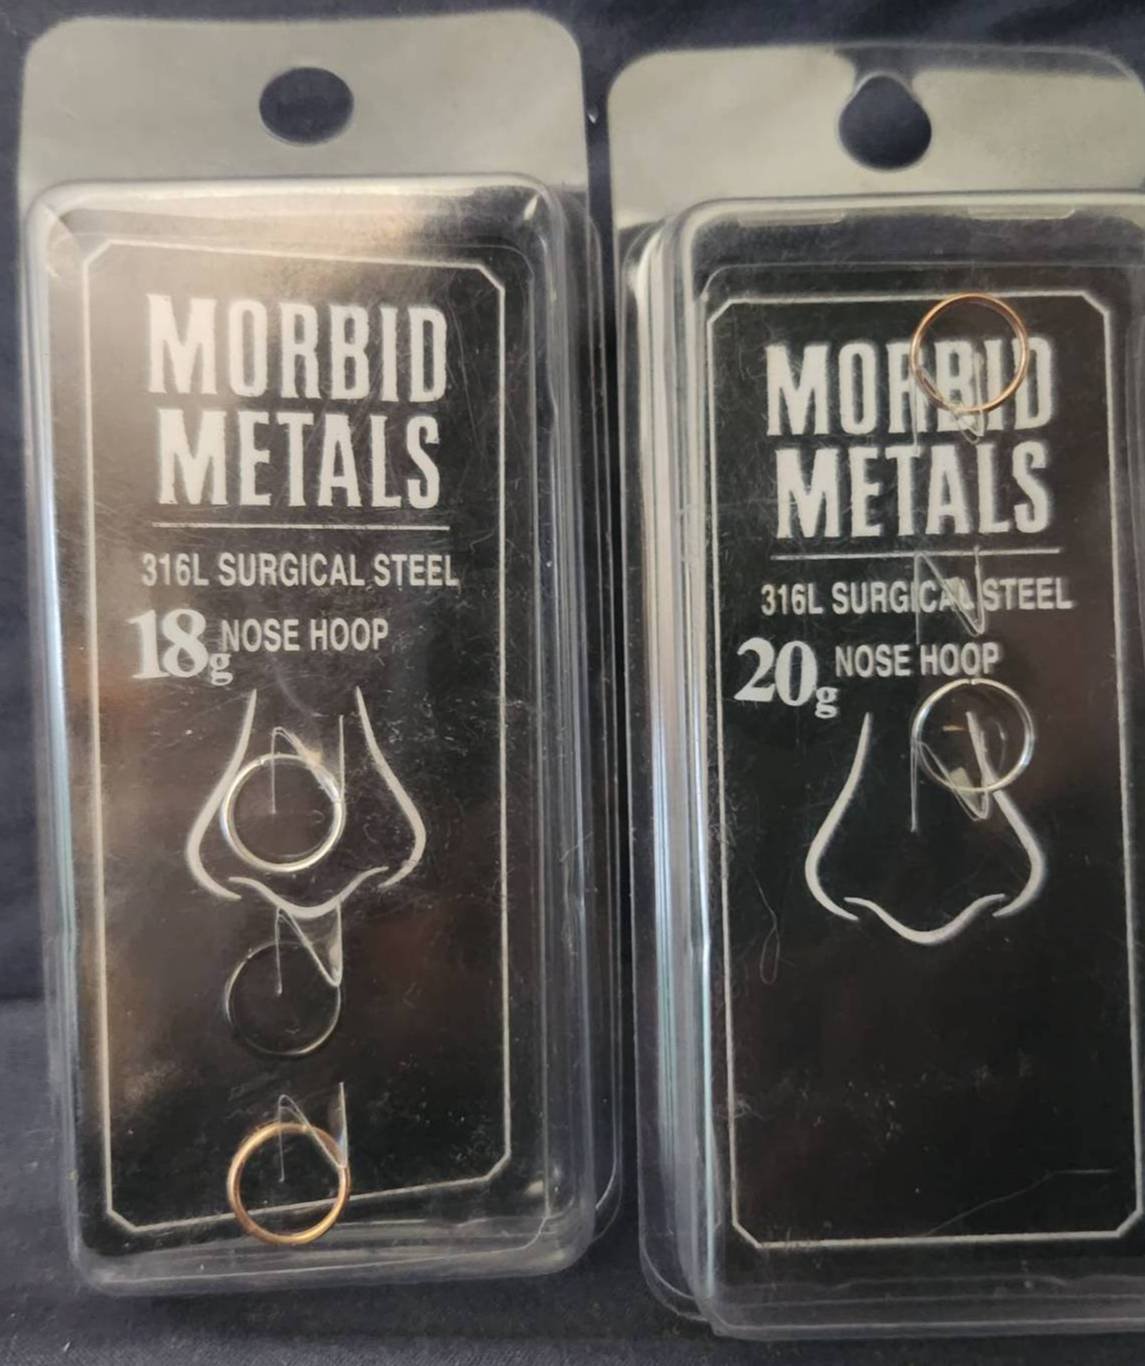 MORBID
METALS
316L SURGICAL STEEL
18g NOSE HOOP
MORBID
METALS
316L SURGICAL STEEL
20g NOSE HOOP